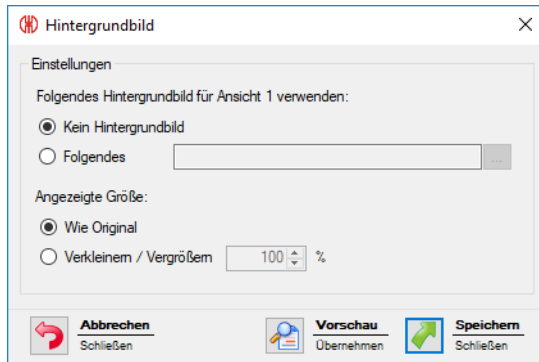 Hintergrundbild
Einstellungen
Folgendes Hintergrundbild für Ansicht 1 verwenden:
Kein Hintergrundbild
Folgendes
...
Angezeigte Größe:
Wie Original
Verkleinern / Vergrößern 100 %
Abbrechen
Schließen
Vorschau
Übernehmen
Speichern
Schließen